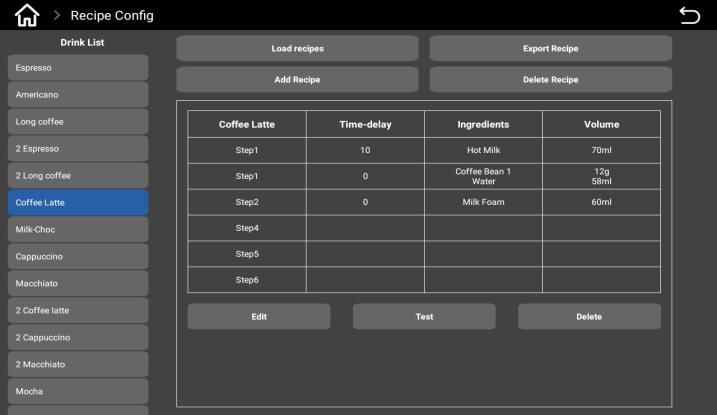 > Recipe Config
Drink List
Espresso
Americano
Long coffee
2 Espresso
2 Long coffee
Coffee Latte
Milk-Choc
Cappuccino
Macchiato
2 Coffee latte
2 Cappuccino
2 Macchiato
Mocha
Load recipes Export Recipe
Add Recipe Delete Recipe
Coffee Latte Time-delay Ingredients Volume
Step1 10 Hot Milk 70ml
Step1 0 Coffee Bean 1 12g
Water 58ml
Step2 0 Milk Foam 60ml
Step4
Step5
Step6
Edit Test Delete